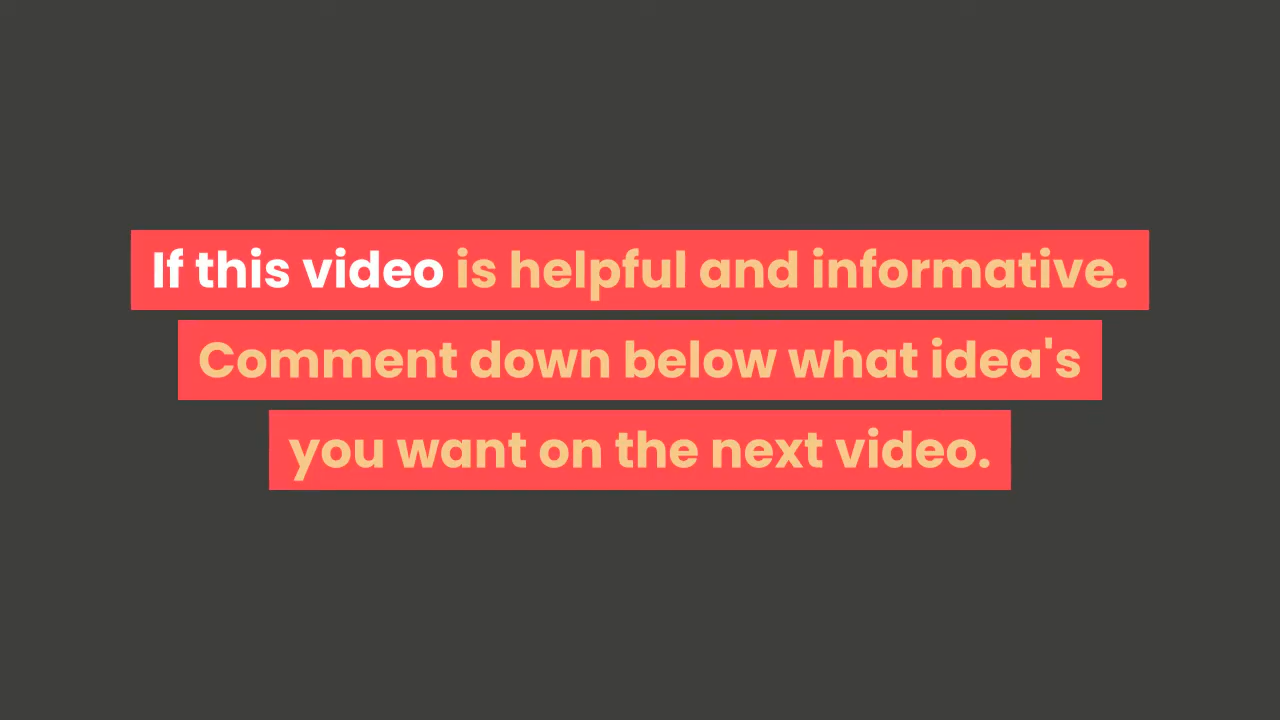 If this video is helpful and informative.
Comment down below what idea's
you want on the next video.